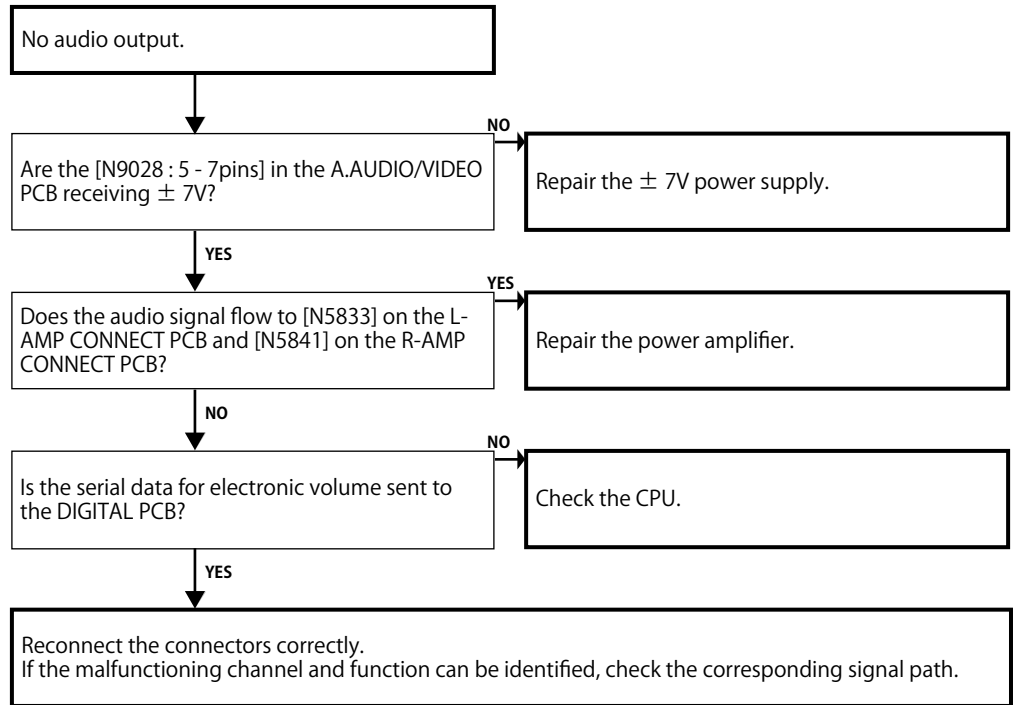 No audio output.
NO
Are the [N9028 : 5 - 7pins] in the A.AUDIO/VIDEO
PCB receiving ± 7V?
Repair the ± 7V power supply.
YES
YES
Does the audio signal flow to [N5833] on the L-
AMP CONNECT PCB and [N5841] on the R-AMP
CONNECT PCB?
Repair the power amplifier.
NO
NO
Is the serial data for electronic volume sent to
the DIGITAL PCB?
Check the CPU.
YES
Reconnect the connectors correctly.
If the malfunctioning channel and function can be identified, check the corresponding signal path.